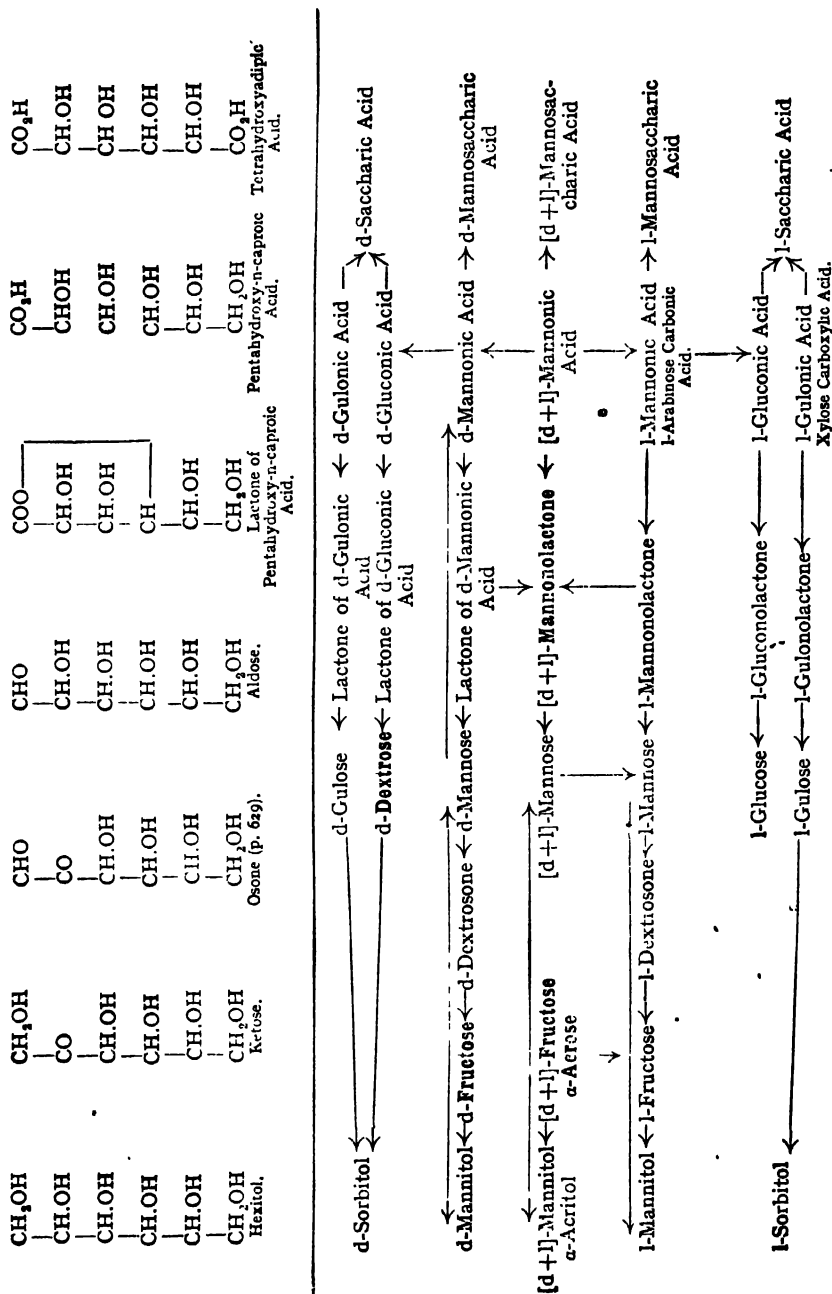 CH₂OH CH₂OH CHO CHO COO CO₂H CO₂H
CH.OH CO CO CH.OH CH.OH CHOH CH.OH
CH.OH CH.OH CH.OH CH.OH CH.OH CH.OH CH OH
CH.OH CH.OH CH.OH CH.OH CH CH.OH CH.OH
CH.OH CH.OH CH.OH CH.OH CH.OH CH.OH CH.OH
CH₂OH CH₂OH CH₂OH CH₂OH CH₂OH CH₂OH CO₂H
Hexitol. Ketose. Osone (p. 629). Aldose. Lactone of Pentahydroxy-n-caproic Tetrahydroxyadipic
Pentahydroxy-n-caproic Acid. Acid.
Acid.
d-Gulose ← Lactone of d-Gulonic ← d-Gulonic Acid
Acid
d-Sorbitol d-Saccharic Acid
d-Dextrose ← Lactone of d-Gluconic ← d-Gluconic Acid
Acid
d-Mannitol ← d-Fructose ← d-Dextrosone ← d-Mannose ← Lactone of d-Mannonic ← d-Mannonic Acid → d-Mannosaccharic
Acid Acid
[d+l]-Mannitol ← [d+l]-Fructose [d+l]-Mannose ← [d+l]-Mannonolactone ← [d+l]-Mannonic → [d+l]-Mannosac-
α-Acritol α-Acrose Acid charic Acid
l-Mannitol ← l-Fructose ← l-Dextrosone ← l-Mannose ← l-Mannonolactone ← l-Mannonic Acid → l-Mannosaccharic
l-Arabinose Carbonic Acid
Acid.
l-Glucose ← l-Gluconolactone ← l-Gluconic Acid
l-Saccharic Acid
l-Sorbitol ← l-Gulose ← l-Gulonolactone ← l-Gulonic Acid
Xylose Carboxylic Acid.